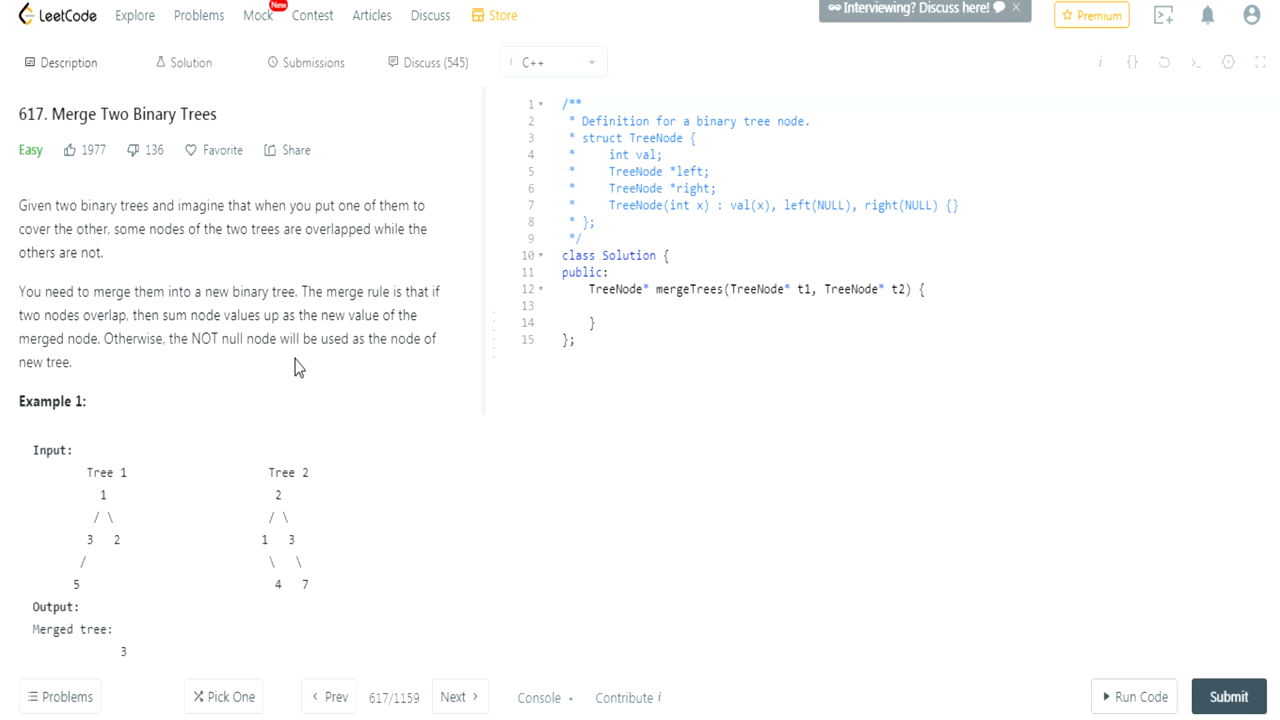 LeetCode Explore Problems Mock New Contest Articles Discuss Store Interviewing? Discuss here! x Premium
Description Solution Submissions Discuss (545) i C++ i {} >_
617. Merge Two Binary Trees
Easy 1977 136 Favorite Share
Given two binary trees and imagine that when you put one of them to
cover the other, some nodes of the two trees are overlapped while the
others are not.
You need to merge them into a new binary tree. The merge rule is that if
two nodes overlap, then sum node values up as the new value of the
merged node. Otherwise, the NOT null node will be used as the node of
new tree.
Example 1:
Input:
Tree 1 Tree 2
1 2
/ \ / \
3 2 1 3
/ \ \
5 4 7
Output:
Merged tree:
3
1 /**
2 * Definition for a binary tree node.
3 * struct TreeNode {
4 * int val;
5 * TreeNode *left;
6 * TreeNode *right;
7 * TreeNode(int x) : val(x), left(NULL), right(NULL) {}
8 * };
9 */
10 class Solution {
11 public:
12 TreeNode* mergeTrees(TreeNode* t1, TreeNode* t2) {
13
14 }
15 };
Problems Pick One < Prev 617/1159 Next > Console Contribute i Run Code Submit